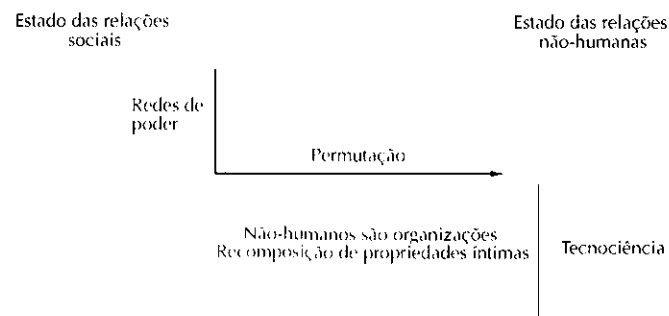 Estado das relações
sociais
Estado das relações
não-humanas
Redes de
poder
Permutação
Não-humanos são organizações
Recomposição de propriedades íntimas
Tecnociência